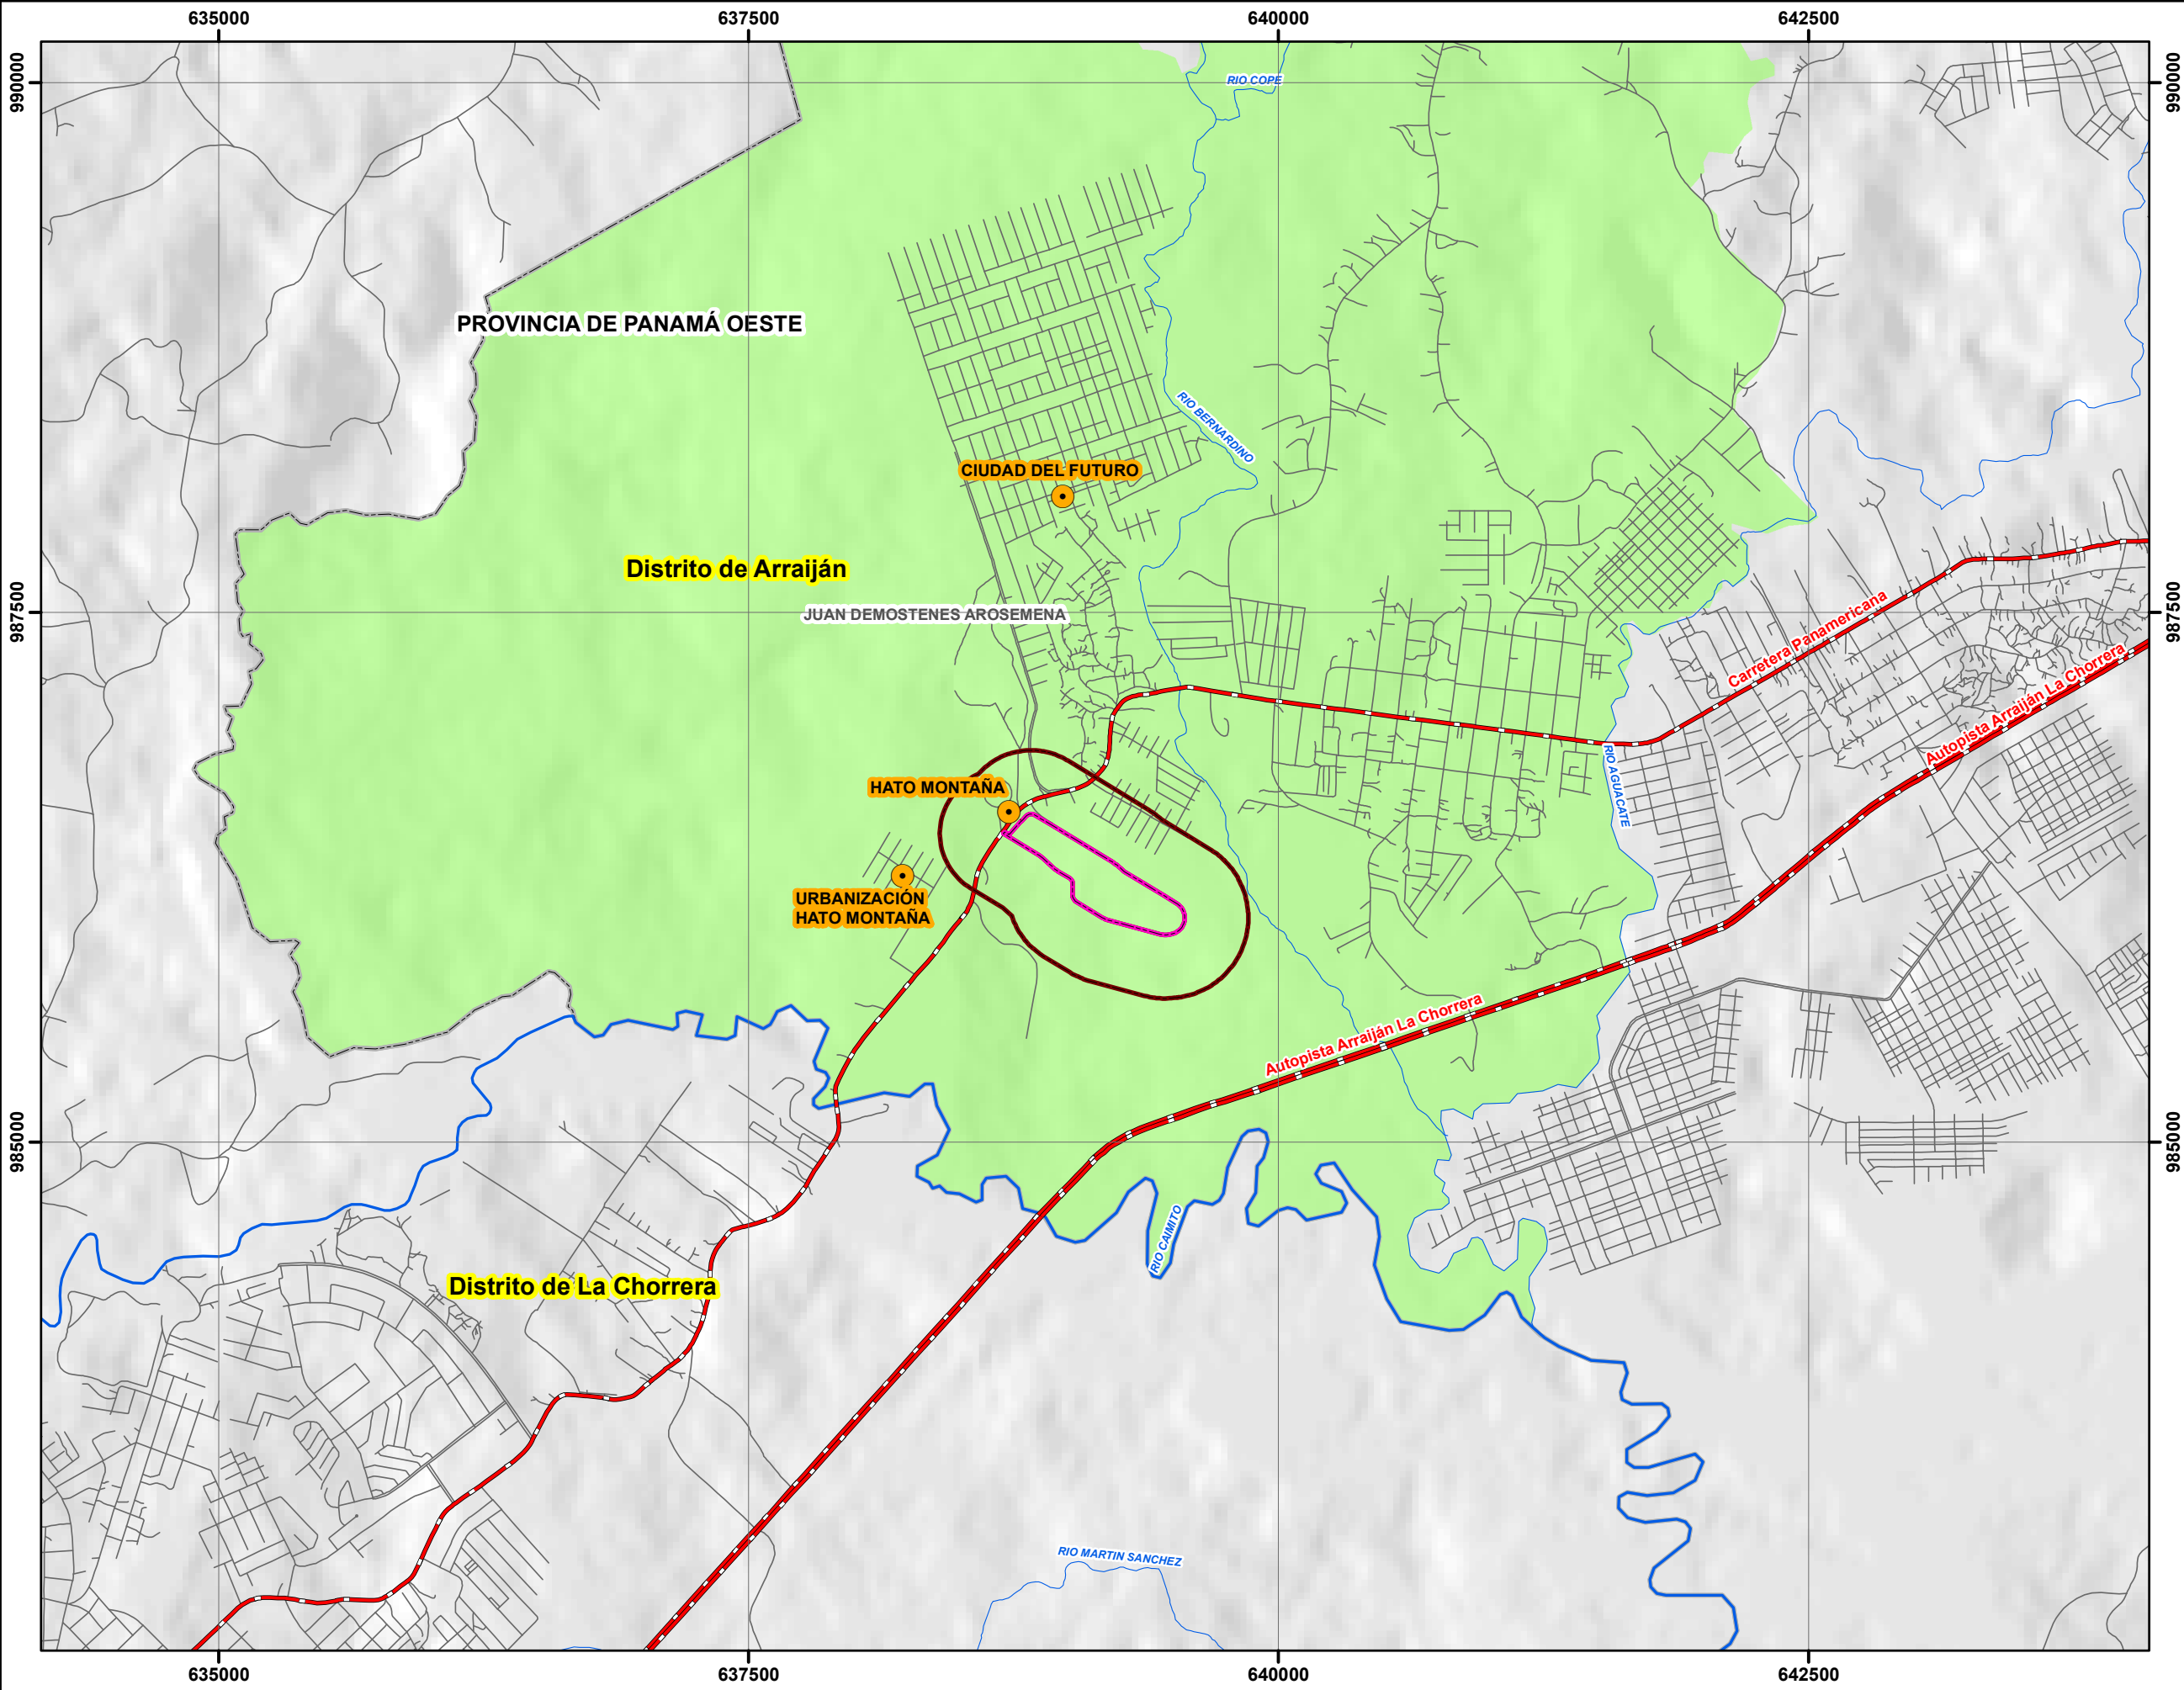 635000
637500
640000
642500
990000
990000
RIO COPE
PROVINCIA DE PANAMÁ OESTE
RIO BERNARDINO
CIUDAD DEL FUTURO
Distrito de Arraiján
987500
JUAN DEMOSTENES AROSEMENA
987500
Carretera Panamericana
Autopista Arraiján La Chorrera
RIO AGUACATE
HATO MONTAÑA
URBANIZACIÓN
HATO MONTAÑA
Autopista Arraiján La Chorrera
985000
985000
RIO CAIMITO
Distrito de La Chorrera
RIO MARTIN SANCHEZ
635000
637500
640000
642500